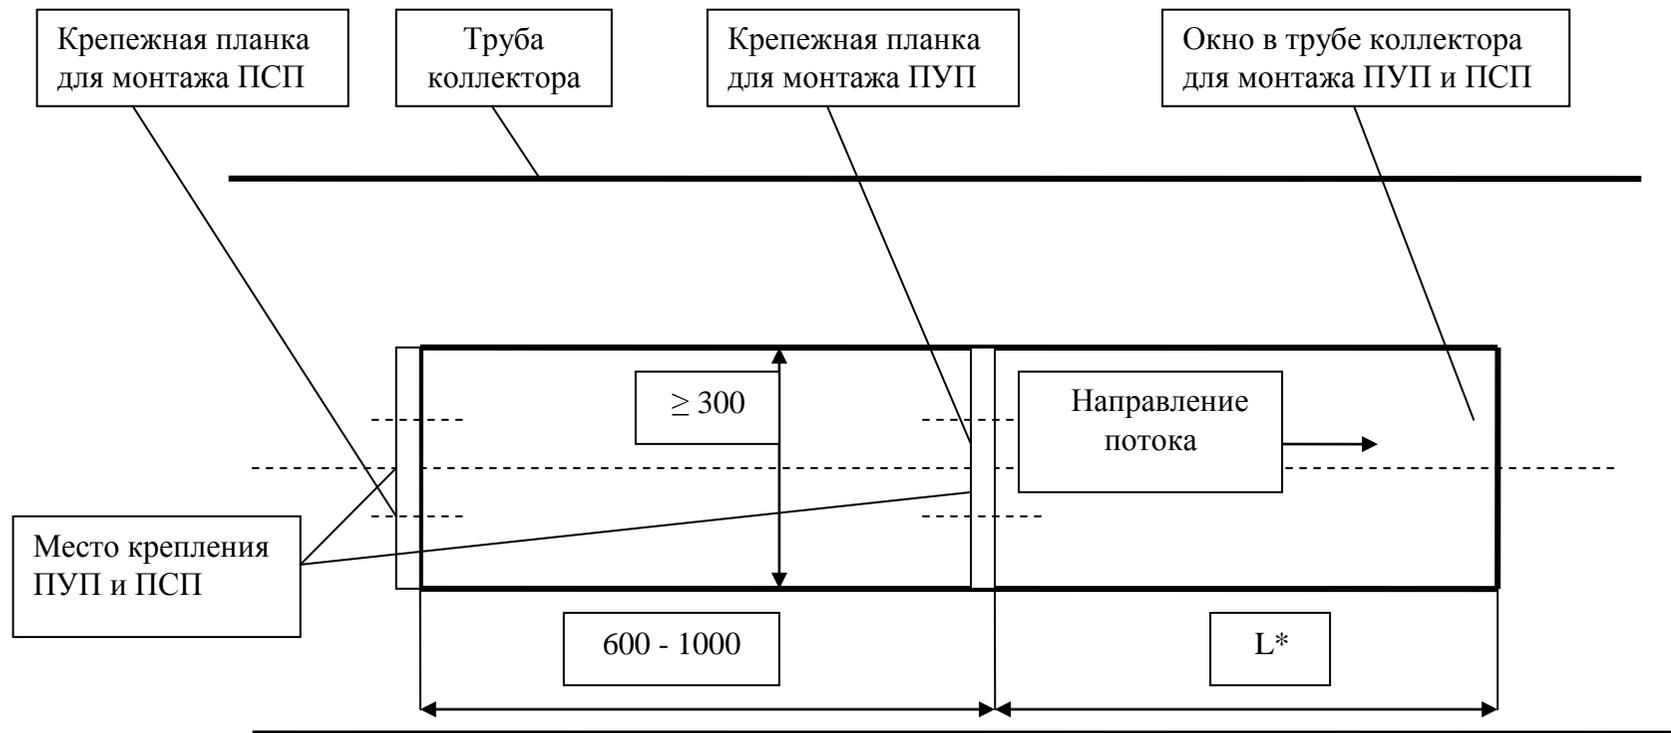 Крепежная планка
для монтажа ПСП
Труба
коллектора
Крепежная планка
для монтажа ПУП
Окно в трубе коллектора
для монтажа ПУП и ПСП
≥ 300
Направление
потока
Место крепления
ПУП и ПСП
600 - 1000
L*